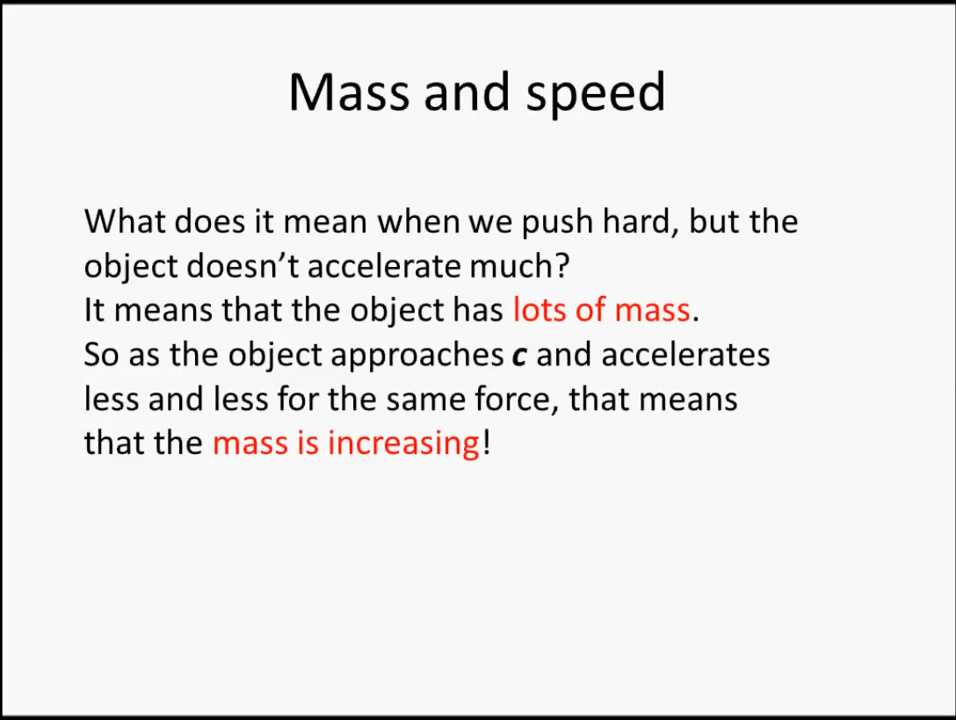 Mass and speed
What does it mean when we push hard, but the
object doesn’t accelerate much?
It means that the object has lots of mass.
So as the object approaches c and accelerates
less and less for the same force, that means
that the mass is increasing!